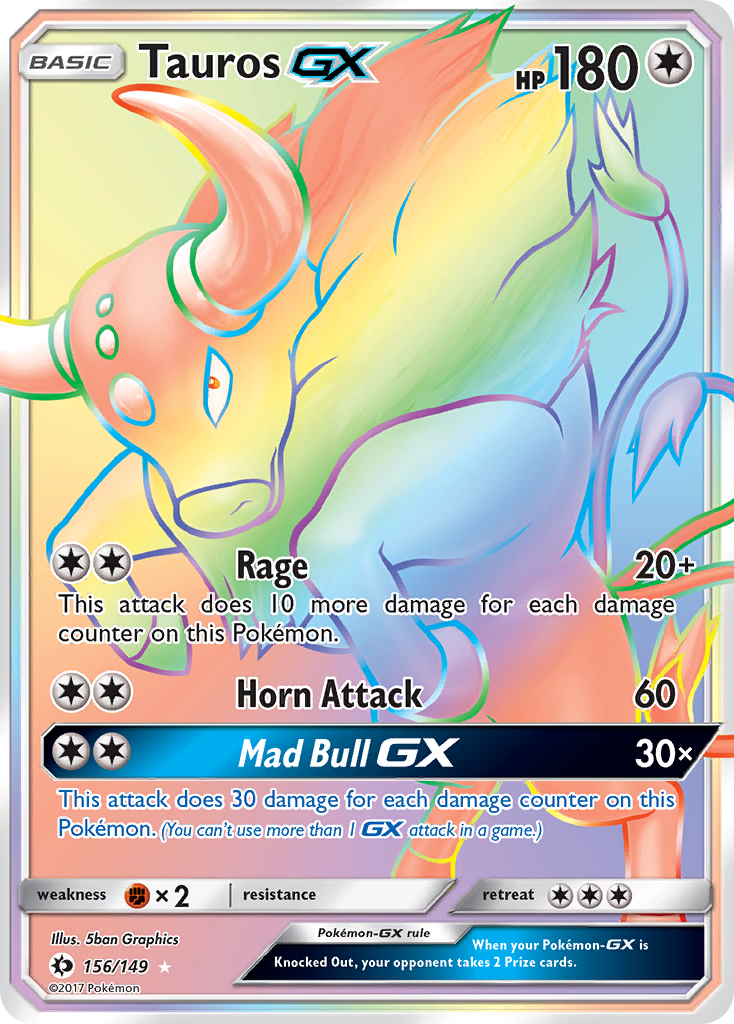 BASIC Tauros GX HP 180
Rage 20+
This attack does 10 more damage for each damage
counter on this Pokémon.
Horn Attack 60
Mad Bull GX 30×
This attack does 30 damage for each damage counter on this
Pokémon. (You can't use more than 1 GX attack in a game.)
weakness × 2 resistance retreat
Illus. 5ban Graphics
156/149
©2017 Pokémon
Pokémon-GX rule
When your Pokémon-GX is
Knocked Out, your opponent takes 2 Prize cards.